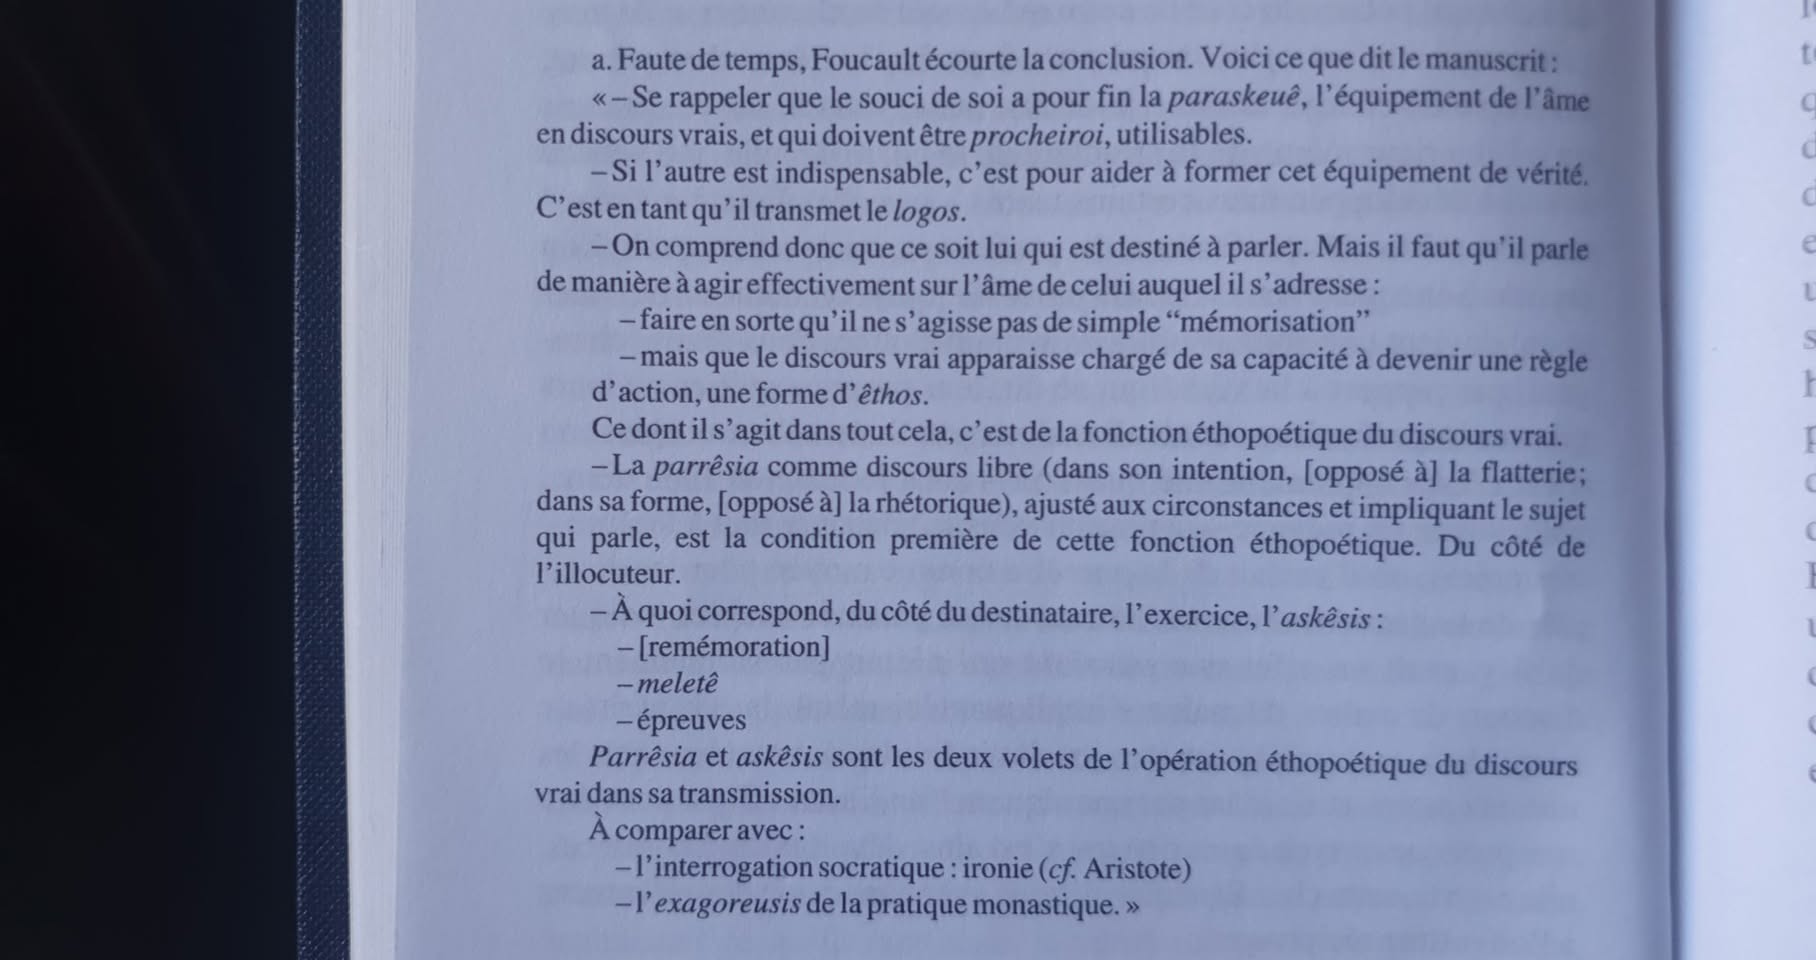 a. Faute de temps, Foucault écourte la conclusion. Voici ce que dit le manuscrit :
« – Se rappeler que le souci de soi a pour fin la paraskeuê, l'équipement de l'âme
en discours vrais, et qui doivent être procheiroi, utilisables.
– Si l'autre est indispensable, c'est pour aider à former cet équipement de vérité.
C'est en tant qu'il transmet le logos.
– On comprend donc que ce soit lui qui est destiné à parler. Mais il faut qu'il parle
de manière à agir effectivement sur l'âme de celui auquel il s'adresse :
– faire en sorte qu'il ne s'agisse pas de simple “mémorisation”
– mais que le discours vrai apparaisse chargé de sa capacité à devenir une règle
d'action, une forme d'êthos.
Ce dont il s'agit dans tout cela, c'est de la fonction éthopoétique du discours vrai.
– La parrêsia comme discours libre (dans son intention, [opposé à] la flatterie ;
dans sa forme, [opposé à] la rhétorique), ajusté aux circonstances et impliquant le sujet
qui parle, est la condition première de cette fonction éthopoétique. Du côté de
l'illocuteur.
– À quoi correspond, du côté du destinataire, l'exercice, l'askêsis :
– [remémoration]
– meletê
– épreuves
Parrêsia et askêsis sont les deux volets de l'opération éthopoétique du discours
vrai dans sa transmission.
À comparer avec :
– l'interrogation socratique : ironie (cf. Aristote)
– l'exagoreusis de la pratique monastique. »